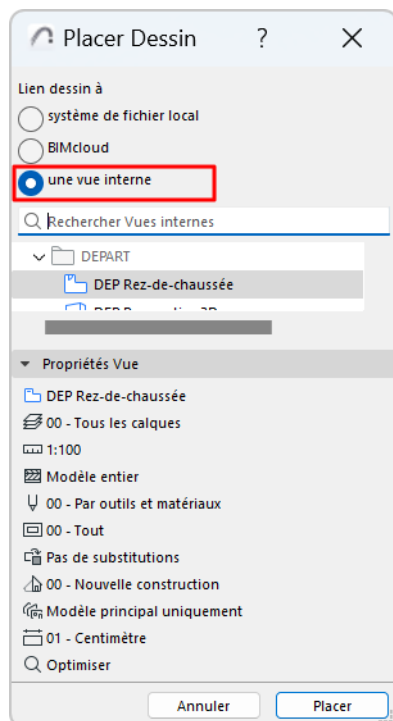 Placer Dessin ?
Lien dessin à
système de fichier local
BIMcloud
une vue interne
Rechercher Vues internes
DEPART
DEP Rez-de-chaussée
Propriétés Vue
DEP Rez-de-chaussée
00 - Tous les calques
1:100
Modèle entier
00 - Par outils et matériaux
00 - Tout
Pas de substitutions
00 - Nouvelle construction
Modèle principal uniquement
01 - Centimètre
Optimiser
Annuler Placer